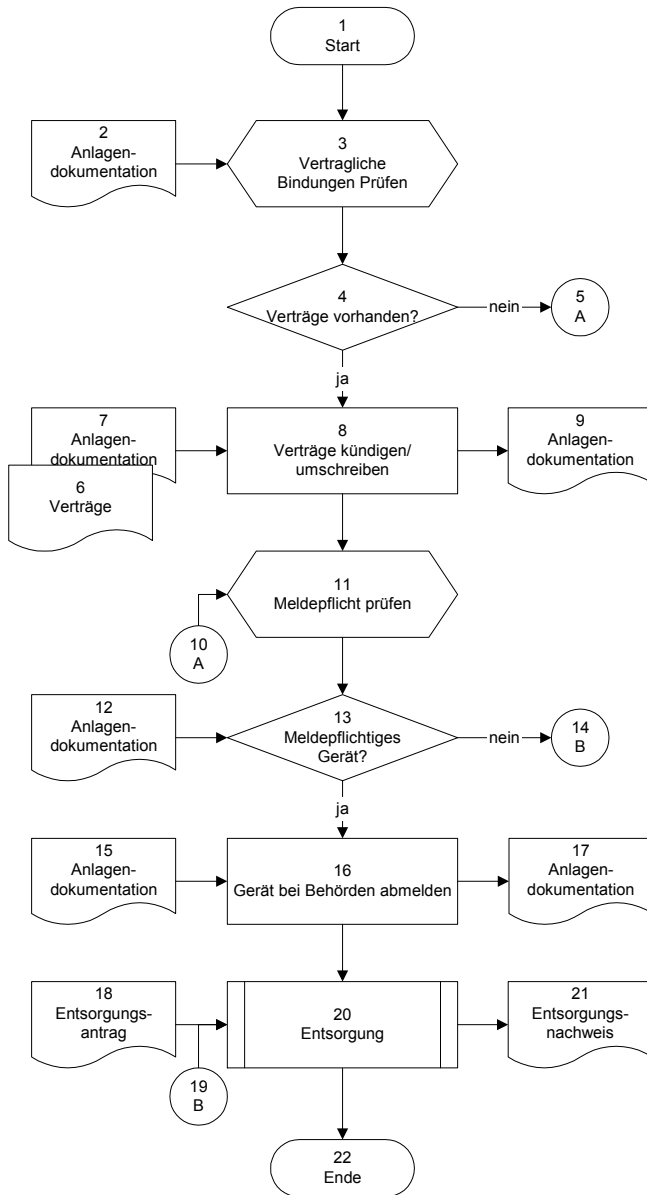 1
Start
2
Anlagen-
dokumentation
3
Vertragliche
Bindungen Prüfen
4
Verträge vorhanden?
nein
5
A
ja
7
Anlagen-
dokumentation
6
Verträge
8
Verträge kündigen/
umschreiben
9
Anlagen-
dokumentation
11
Meldepflicht prüfen
10
A
12
Anlagen-
dokumentation
13
Meldepflichtiges
Gerät?
nein
14
B
ja
15
Anlagen-
dokumentation
16
Gerät bei Behörden abmelden
17
Anlagen-
dokumentation
18
Entsorgungs-
antrag
19
B
20
Entsorgung
21
Entsorgungs-
nachweis
22
Ende